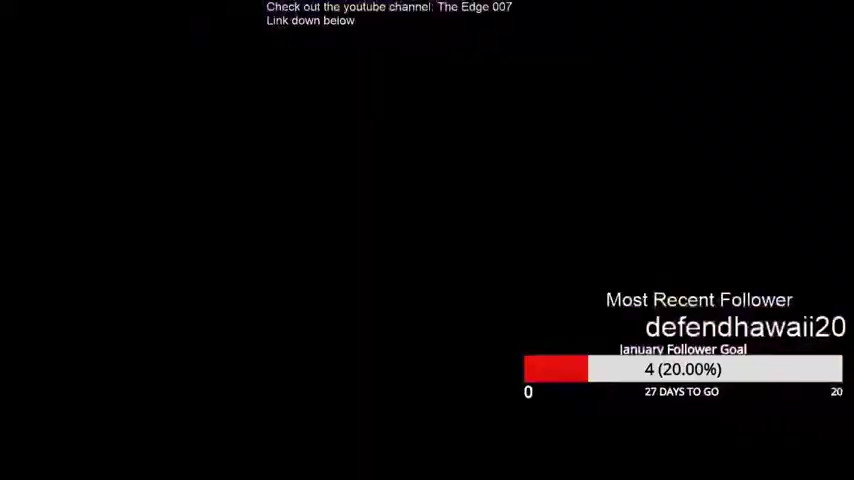 Check out the youtube channel: The Edge 007
Link down below
Most Recent Follower
defendhawaii20
January Follower Goal
4 (20.00%)
0 27 DAYS TO GO 20